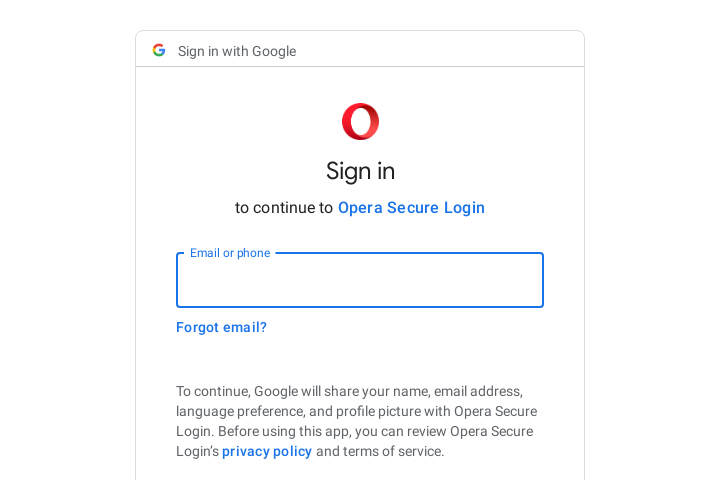 Sign in with Google
Sign in
to continue to Opera Secure Login
Email or phone
Forgot email?
To continue, Google will share your name, email address,
language preference, and profile picture with Opera Secure
Login. Before using this app, you can review Opera Secure
Login’s privacy policy and terms of service.